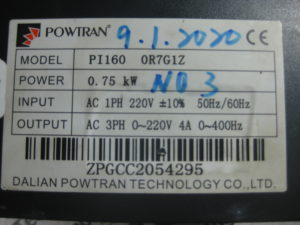 POWTRAN 9.1.2020 CE
MODEL PI160 0R7G1Z
POWER 0.75 kW NO 3
INPUT AC 1PH 220V ±10% 50Hz/60Hz
OUTPUT AC 3PH 0~220V 4A 0~400Hz
ZPGCC2054295
DALIAN POWTRAN TECHNOLOGY CO.,LTD.